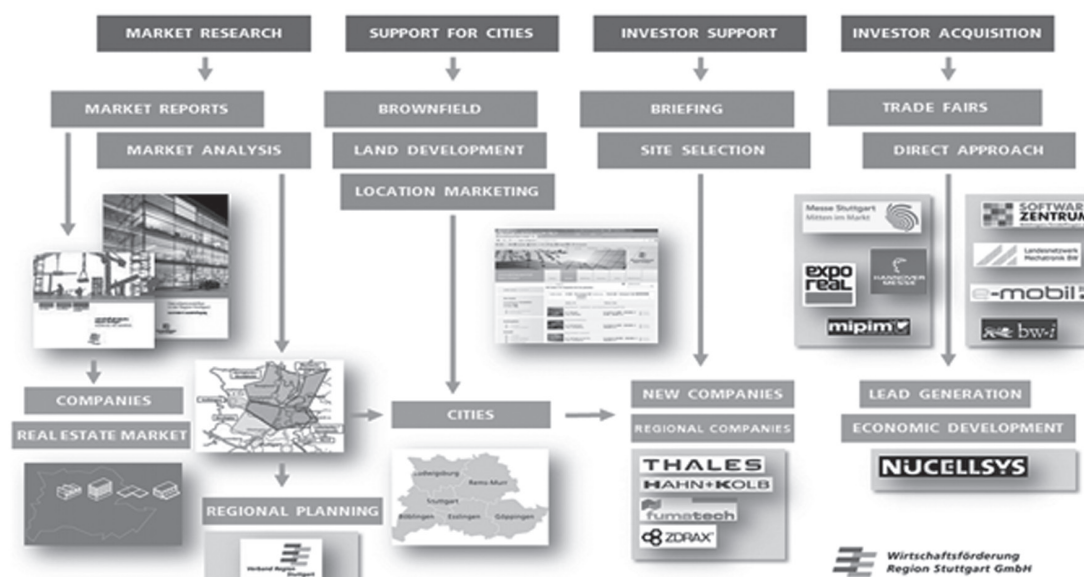 MARKET RESEARCH
SUPPORT FOR CITIES
INVESTOR SUPPORT
INVESTOR ACQUISITION
MARKET REPORTS
BROWNFIELD
BRIEFING
TRADE FAIRS
MARKET ANALYSIS
LAND DEVELOPMENT
SITE SELECTION
DIRECT APPROACH
LOCATION MARKETING
Messe Stuttgart
Mitten im Markt
SOFTWARE
ZENTRUM
Landesnetzwerk
Mechatronik BW
expo
real
HANNOVER
MESSE
e-mobil
mipim
bw-i
COMPANIES
REAL ESTATE MARKET
CITIES
NEW COMPANIES
REGIONAL COMPANIES
LEAD GENERATION
ECONOMIC DEVELOPMENT
Ludwigsburg
Rems-Murr
Stuttgart
Böblingen
Esslingen
Göppingen
THALES
HAHN+KOLB
fumatech
ZDRAX
NUCELLSYS
REGIONAL PLANNING
Verband Region
Stuttgart
Wirtschaftsförderung
Region Stuttgart GmbH